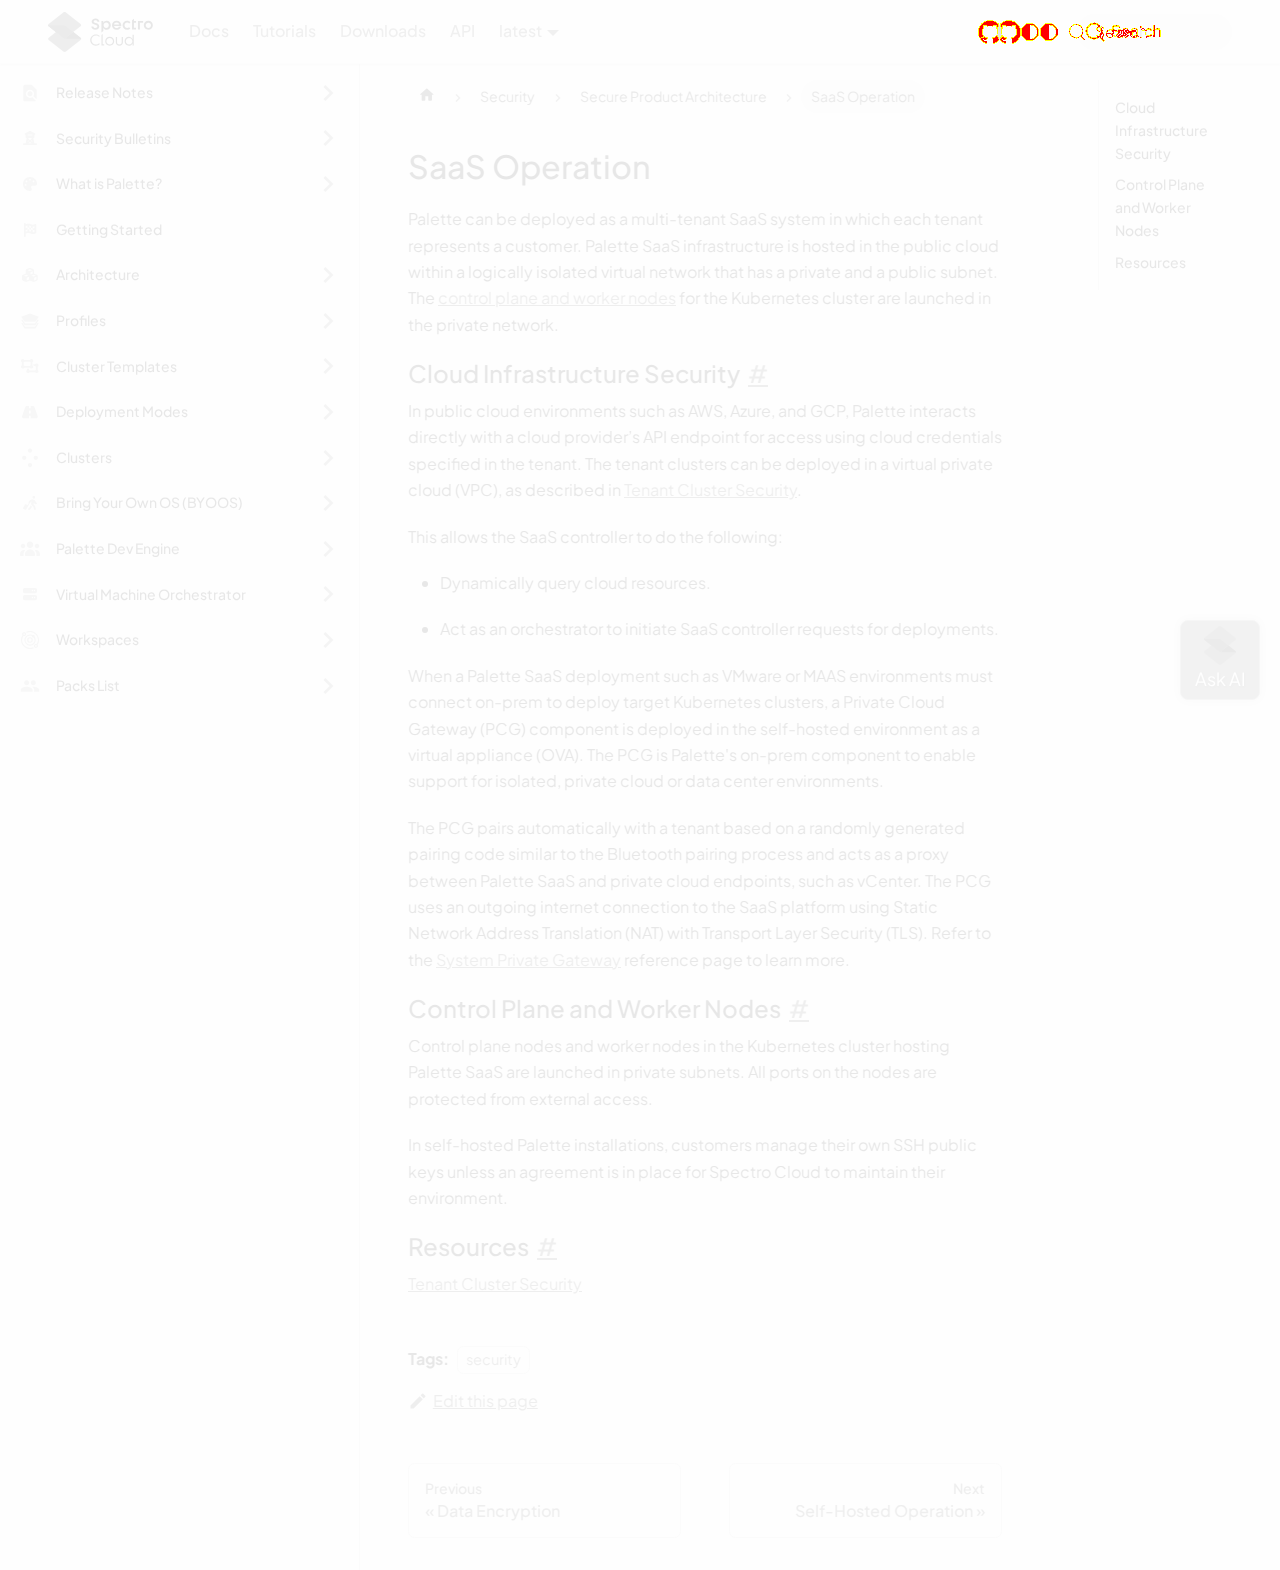 Spectro
Cloud
Docs
Tutorials
Downloads
API
latest
Search
Release Notes
Security Bulletins
What is Palette?
Getting Started
Architecture
Profiles
Cluster Templates
Deployment Modes
Clusters
Bring Your Own OS (BYOOS)
Palette Dev Engine
Virtual Machine Orchestrator
Workspaces
Packs List
Security
Secure Product Architecture
SaaS Operation
SaaS Operation
Palette can be deployed as a multi-tenant SaaS system in which each tenant
represents a customer. Palette SaaS infrastructure is hosted in the public cloud
within a logically isolated virtual network that has a private and a public subnet.
The control plane and worker nodes for the Kubernetes cluster are launched in
the private network.
Cloud Infrastructure Security #
In public cloud environments such as AWS, Azure, and GCP, Palette interacts
directly with a cloud provider's API endpoint for access using cloud credentials
specified in the tenant. The tenant clusters can be deployed in a virtual private
cloud (VPC), as described in Tenant Cluster Security.
This allows the SaaS controller to do the following:
Dynamically query cloud resources.
Act as an orchestrator to initiate SaaS controller requests for deployments.
When a Palette SaaS deployment such as VMware or MAAS environments must
connect on-prem to deploy target Kubernetes clusters, a Private Cloud
Gateway (PCG) component is deployed in the self-hosted environment as a
virtual appliance (OVA). The PCG is Palette's on-prem component to enable
support for isolated, private cloud or data center environments.
The PCG pairs automatically with a tenant based on a randomly generated
pairing code similar to the Bluetooth pairing process and acts as a proxy
between Palette SaaS and private cloud endpoints, such as vCenter. The PCG
uses an outgoing internet connection to the SaaS platform using Static
Network Address Translation (NAT) with Transport Layer Security (TLS). Refer to
the System Private Gateway reference page to learn more.
Control Plane and Worker Nodes #
Control plane nodes and worker nodes in the Kubernetes cluster hosting
Palette SaaS are launched in private subnets. All ports on the nodes are
protected from external access.
In self-hosted Palette installations, customers manage their own SSH public
keys unless an agreement is in place for Spectro Cloud to maintain their
environment.
Resources #
Tenant Cluster Security
Tags: security
Edit this page
Previous
« Data Encryption
Next
Self-Hosted Operation »
Cloud
Infrastructure
Security
Control Plane
and Worker
Nodes
Resources
Ask AI